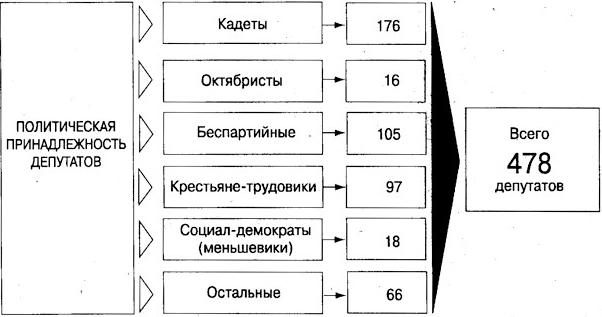 Кадеты
176
Октябристы
16
ПОЛИТИЧЕСКАЯ
ПРИНАДЛЕЖНОСТЬ
ДЕПУТАТОВ
Беспартийные
105
Крестьяне-трудовики
97
Социал-демократы
(меньшевики)
18
Остальные
66
Всего
478
депутатов